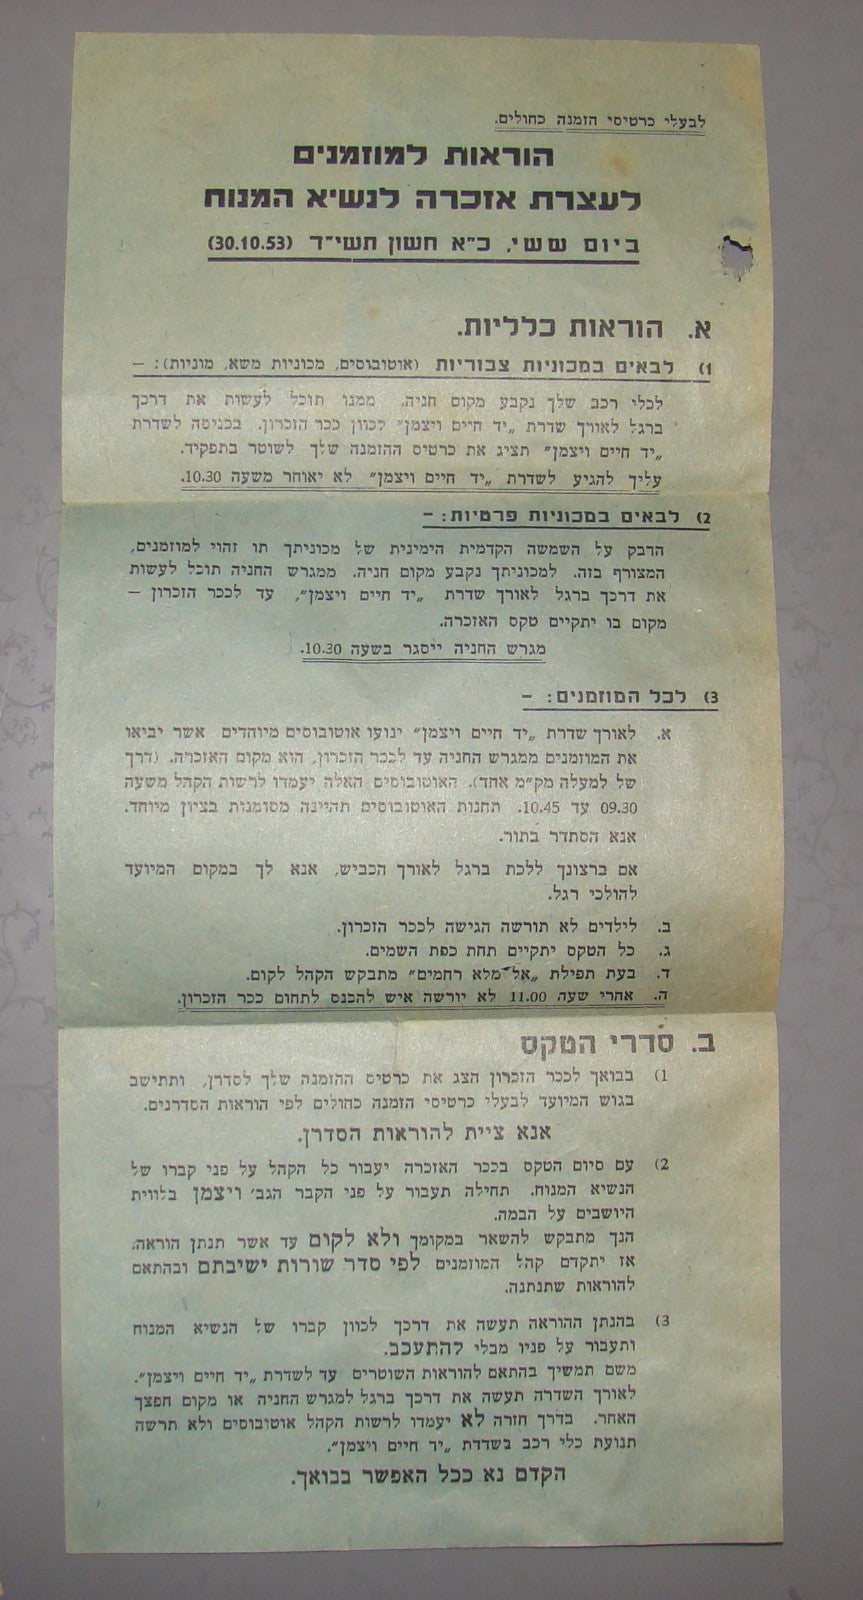 לבעלי כרטיסי הזמנה כחולים.
הוראות למוזמנים
לעצרת אזכרה לנשיא המנוח
ביום ששי, כ״א חשון תשי״ד (30.10.53)
א. הוראות כלליות.
1) לבאים במכוניות צבוריות (אוטובוסים, מכוניות משא, מוניות): –
לכלי רכב שלך נקבע מקום חניה. ממנו תוכל לעשות את דרכך
ברגל לאורך שדרת „יד חיים ויצמן״ לכוון ככר הזכרון. בכניסה לשדרת
„יד חיים ויצמן״ תציג את כרטיס ההזמנה שלך לשוטר בתפקיד.
עליך להגיע לשדרת „יד חיים ויצמן״ לא יאוחר משעה 10.30.
2) לבאים במכוניות פרטיות: –
הדבק על השמשה הקדמית הימינית של מכוניתך תו זהוי למוזמנים,
המצורף בזה. למכוניתך נקבע מקום חניה. ממגרש החניה תוכל לעשות
את דרכך ברגל לאורך שדרת „יד חיים ויצמן״, עד לככר הזכרון –
מקום בו יתקיים טקס האזכרה.
מגרש החניה ייסגר בשעה 10.30.
3) לכל המוזמנים: –
א. לאורך שדרת „יד חיים ויצמן״ ינועו אוטובוסים מיוחדים אשר יביאו
את המוזמנים ממגרש החניה עד לככר הזכרון, הוא מקום האזכרה. (דרך
של למעלה מק״מ אחד). האוטובוסים האלה יעמדו לרשות הקהל משעה
09.30 עד 10.45. תחנות האוטובוסים תהיינה מסומנות בציון מיוחד.
אנא הסתדר בתור.
אם ברצונך ללכת ברגל לאורך הכביש, אנא לך במקום המיועד
להולכי רגל.
ב. לילדים לא תורשה הגישה לככר הזכרון.
ג. כל הטקס יתקיים תחת כפת השמים.
ד. בעת תפילת „אל מלא רחמים״ מתבקש הקהל לקום.
ה. אחרי שעה 11.00 לא יורשה איש להכנס לתחום ככר הזכרון.
ב. סדרי הטקס
1) בבואך לככר הזכרון הצג את כרטיס ההזמנה שלך לסדרן, ותתישב
בגוש המיועד לבעלי כרטיסי הזמנה כחולים לפי הוראות הסדרנים.
אנא ציית להוראות הסדרן.
2) עם סיום הטקס בככר האזכרה יעבור כל הקהל על פני קברו של
הנשיא המנוח. תחילה תעבור על פני הקבר הגב׳ ויצמן בלווית
היושבים על הבמה.
הנך מתבקש להשאר במקומך ולא לקום עד אשר תנתן הוראה.
אז יתקדם קהל המוזמנים לפי סדר שורות ישיבתם ובהתאם
להוראות שתנתנה.
3) בהנתן ההוראה תעשה את דרכך לכוון קברו של הנשיא המנוח
ותעבור על פניו מבלי להתעכב.
משם תמשיך בהתאם להוראות השוטרים עד לשדרת „יד חיים ויצמן״.
לאורך השדרה תעשה את דרכך ברגל למגרש החניה או מקום חפצך
האחר. בדרך חזרה לא יעמדו לרשות הקהל אוטובוסים ולא תרשה
תנועת כלי רכב בשדרת „יד חיים ויצמן״.
הקדם נא ככל האפשר בבואך.